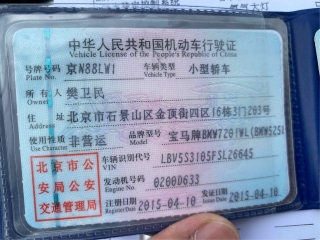 中华人民共和国机动车行驶证
Vehicle License of the People's Republic of China
号牌号码 京N88LW1 车辆类型 小型轿车
Plate No. Vehicle Type
所有人 樊卫民
Owner
住址 北京市石景山区金顶街四区16栋3门203号
Address
使用性质 非营运 品牌型号 宝马牌BMW7201WL(BMW525L
Use Character Model
北京市公安局公安交通管理局
车辆识别代号 LBV5S3105FSL26645
VIN
发动机号码 0200D633
Engine No.
注册日期 2015-04-10 发证日期 2015-04-10
Register Date Issue Date